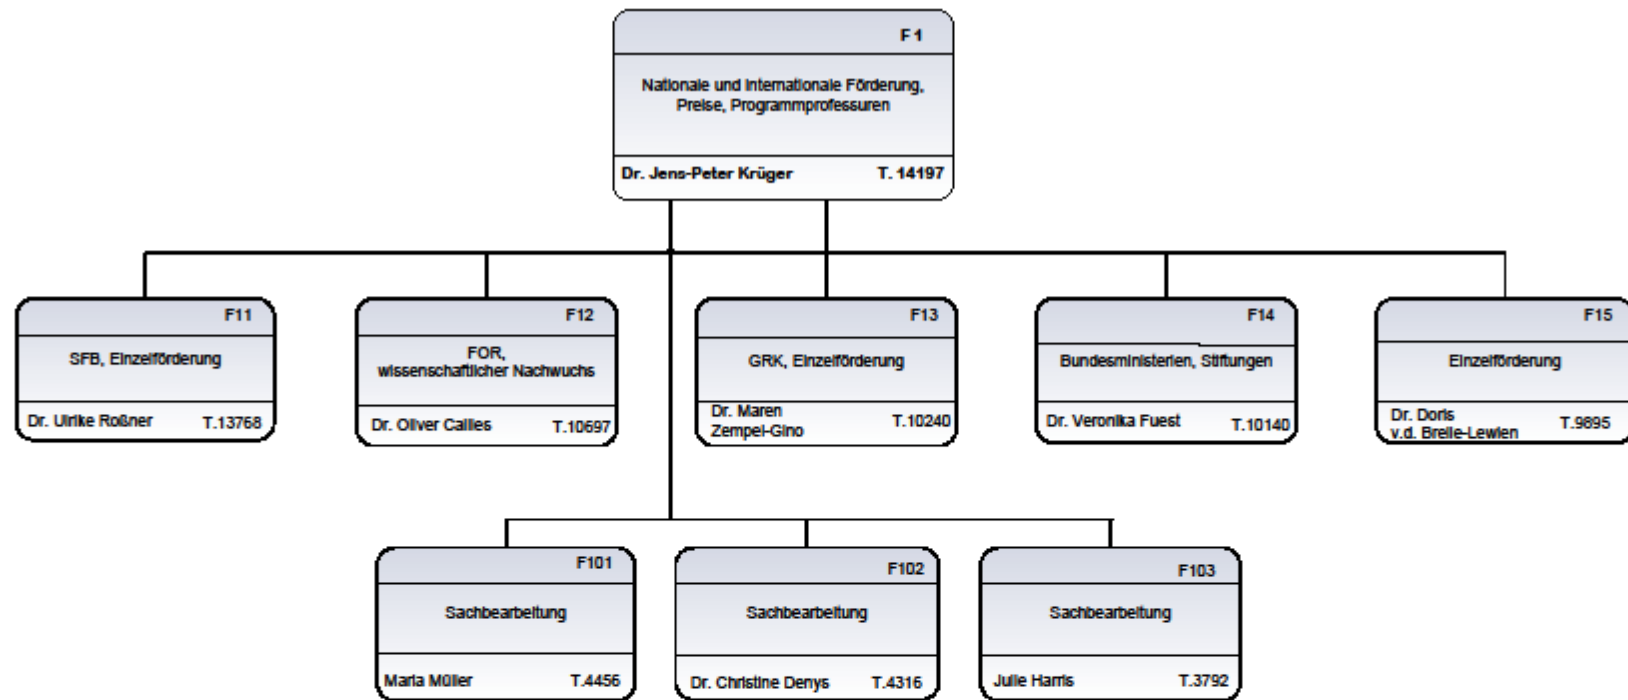 F 1
Nationale und Internationale Förderung,
Preise, Programmprofessuren
Dr. Jens-Peter Krüger T. 14197
F11
SFB, Einzelförderung
Dr. Ulrike Roßner T.13768
F12
FOR,
wissenschaftlicher Nachwuchs
Dr. Oliver Cailles T.10697
F13
GRK, Einzelförderung
Dr. Maren
Zempel-Gino T.10240
F14
Bundesministerien, Stiftungen
Dr. Veronika Fuest T.10140
F15
Einzelförderung
Dr. Doris
v.d. Brelie-Lewien T.9895
F101
Sachbearbeitung
Maria Müller T.4456
F102
Sachbearbeitung
Dr. Christine Denys T.4316
F103
Sachbearbeitung
Julie Harris T.3792